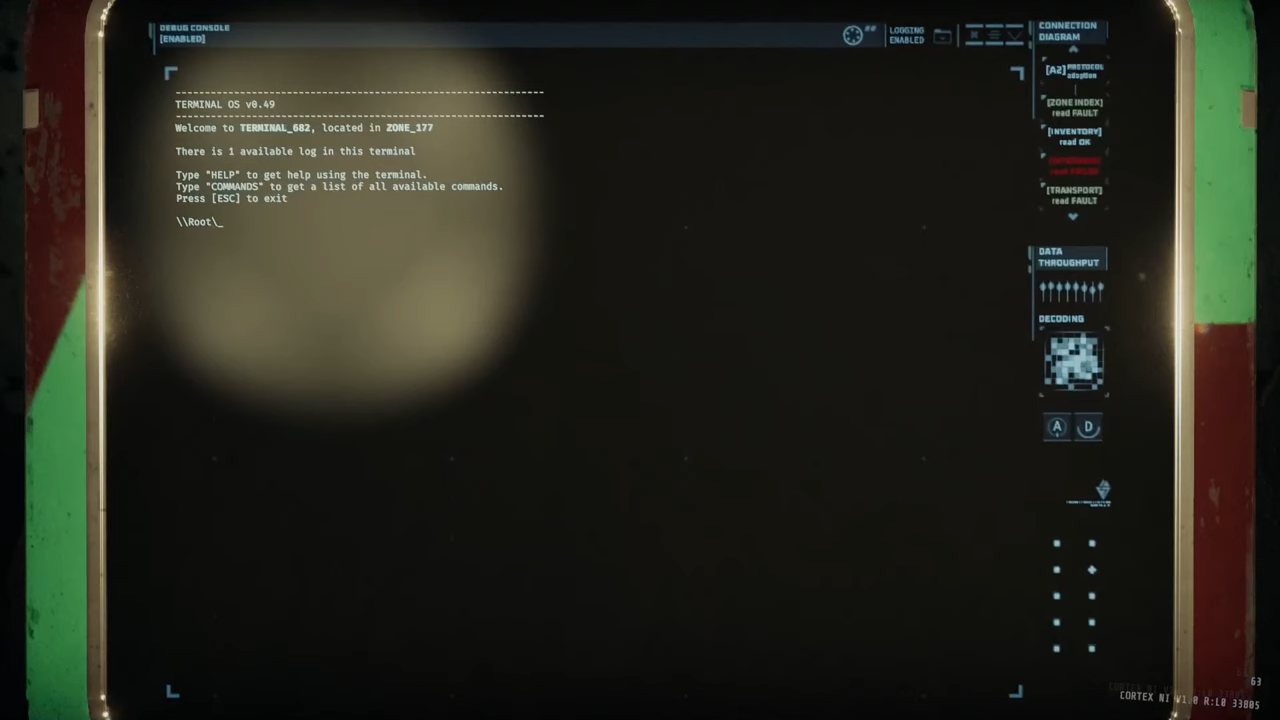 DEBUG CONSOLE
[ENABLED]
LOGGING
ENABLED
---------------------------------------------------------------
TERMINAL OS v0.49
---------------------------------------------------------------
Welcome to TERMINAL_682, located in ZONE_177
There is 1 available log in this terminal
Type "HELP" to get help using the terminal.
Type "COMMANDS" to get a list of all available commands.
Press [ESC] to exit
\\Root\_
CONNECTION
DIAGRAM
[A2] PROTOCOL
adaption
[ZONE INDEX]
read FAULT
[INVENTORY]
read OK
[TRANSPORT]
read FAULT
DATA
THROUGHPUT
DECODING
A D
63
CORTEX NI V1.0 R:L0 33805